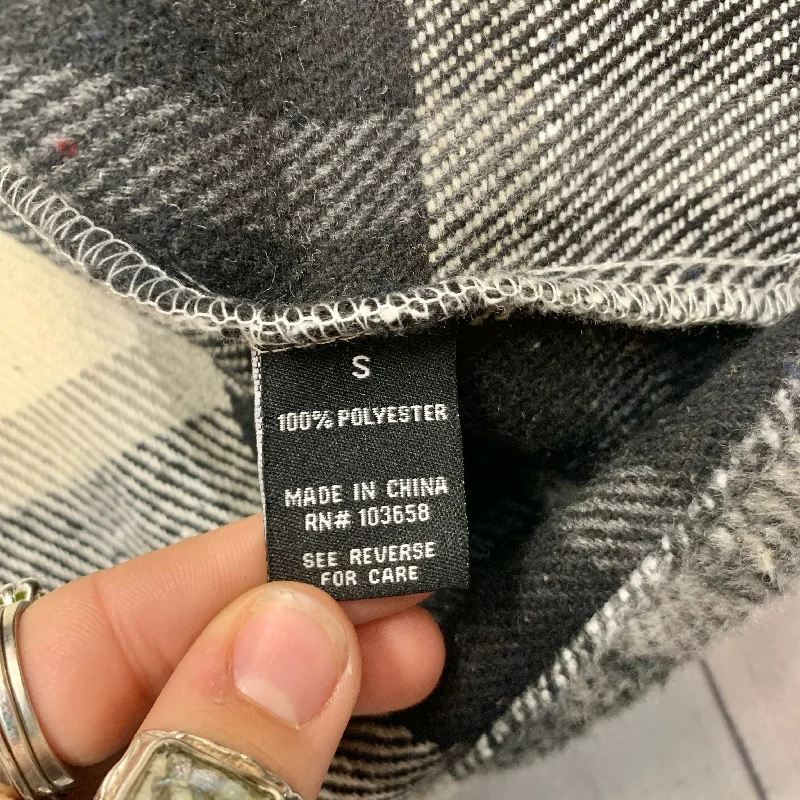 S
100% POLYESTER
MADE IN CHINA
RN# 103658
SEE REVERSE
FOR CARE